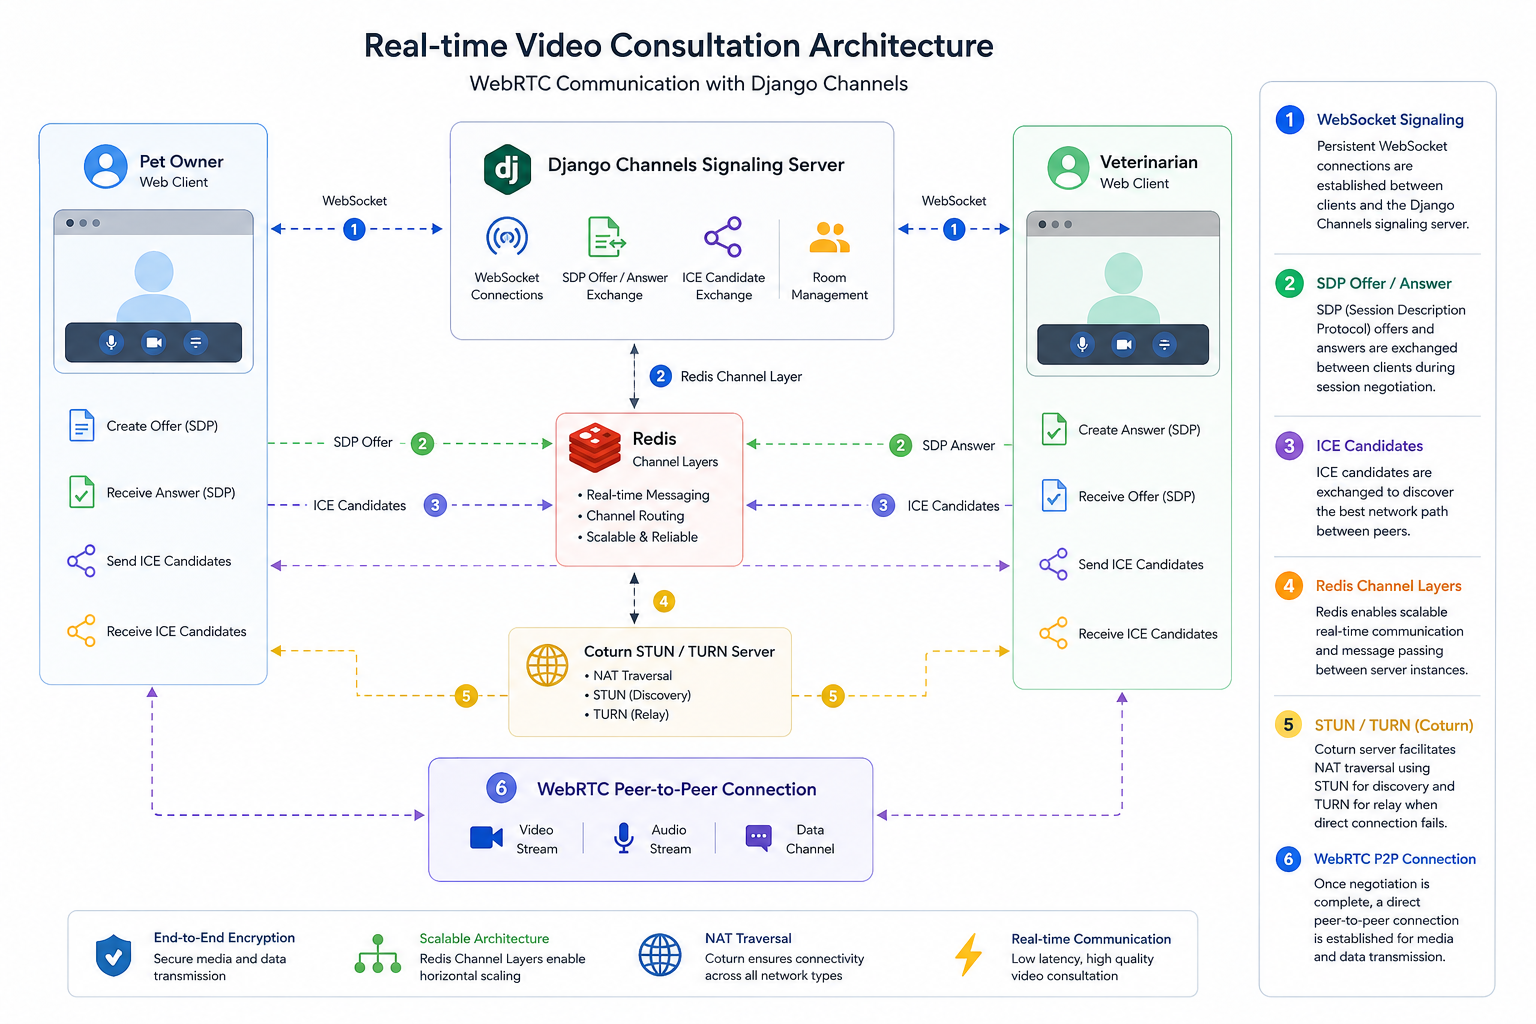 Real-time Video Consultation Architecture
WebRTC Communication with Django Channels
Pet Owner
Web Client
WebSocket
1
dj
Django Channels Signaling Server
WebSocket
Connections
SDP Offer / Answer
Exchange
ICE Candidate
Exchange
Room
Management
WebSocket
1
Veterinarian
Web Client
2
Redis Channel Layer
Create Offer (SDP)
Receive Answer (SDP)
Send ICE Candidates
Receive ICE Candidates
SDP Offer
2
ICE Candidates
3
Redis
Channel Layers
• Real-time Messaging
• Channel Routing
• Scalable & Reliable
2
SDP Answer
3
ICE Candidates
Create Answer (SDP)
Receive Offer (SDP)
Send ICE Candidates
Receive ICE Candidates
4
Coturn STUN / TURN Server
• NAT Traversal
• STUN (Discovery)
• TURN (Relay)
5
5
6
WebRTC Peer-to-Peer Connection
Video
Stream
Audio
Stream
Data
Channel
End-to-End Encryption
Secure media and data
transmission
Scalable Architecture
Redis Channel Layers enable
horizontal scaling
NAT Traversal
Coturn ensures connectivity
across all network types
Real-time Communication
Low latency, high quality
video consultation
1
WebSocket Signaling
Persistent WebSocket
connections are
established between
clients and the Django
Channels signaling server.
2
SDP Offer / Answer
SDP (Session Description
Protocol) offers and
answers are exchanged
between clients during
session negotiation.
3
ICE Candidates
ICE candidates are
exchanged to discover
the best network path
between peers.
4
Redis Channel Layers
Redis enables scalable
real-time communication
and message passing
between server instances.
5
STUN / TURN (Coturn)
Coturn server facilitates
NAT traversal using
STUN for discovery and
TURN for relay when
direct connection fails.
6
WebRTC P2P Connection
Once negotiation is
complete, a direct
peer-to-peer connection
is established for media
and data transmission.